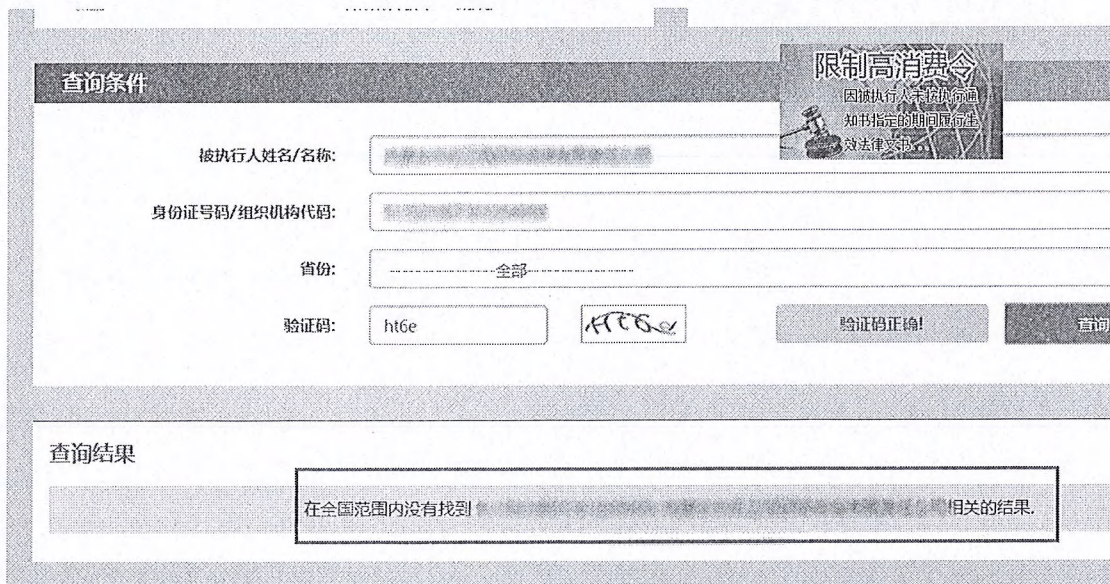 查询条件
限制高消费令
因被执行人未按执行通
知书指定的期间履行生
效法律文书...
被执行人姓名/名称:
身份证号码/组织机构代码:
省份:
--------------------全部--------------------
验证码:
ht6e
HT6e
验证码正确!
查询
查询结果
在全国范围内没有找到
相关的结果.